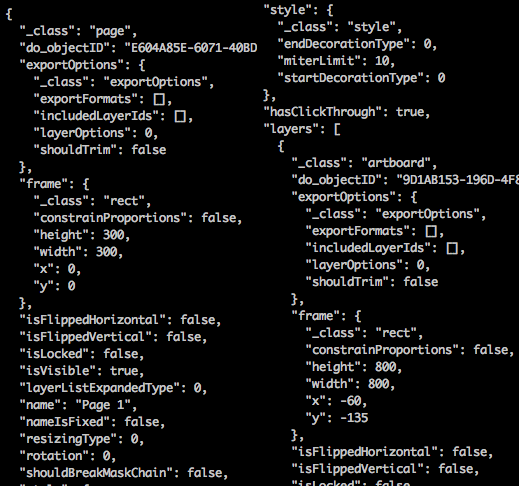 {
"_class": "page",
"do_objectID": "E604A85E-6071-40BD
"exportOptions": {
"_class": "exportOptions",
"exportFormats": [],
"includedLayerIds": [],
"layerOptions": 0,
"shouldTrim": false
},
"frame": {
"_class": "rect",
"constrainProportions": false,
"height": 300,
"width": 300,
"x": 0,
"y": 0
},
"isFlippedHorizontal": false,
"isFlippedVertical": false,
"isLocked": false,
"isVisible": true,
"layerListExpandedType": 0,
"name": "Page 1",
"nameIsFixed": false,
"resizingType": 0,
"rotation": 0,
"shouldBreakMaskChain": false,
"style": {
"_class": "style",
"endDecorationType": 0,
"miterLimit": 10,
"startDecorationType": 0
},
"hasClickThrough": true,
"layers": [
{
"_class": "artboard",
"do_objectID": "9D1AB153-196D-4F8
"exportOptions": {
"_class": "exportOptions",
"exportFormats": [],
"includedLayerIds": [],
"layerOptions": 0,
"shouldTrim": false
},
"frame": {
"_class": "rect",
"constrainProportions": false,
"height": 800,
"width": 800,
"x": -60,
"y": -135
},
"isFlippedHorizontal": false,
"isFlippedVertical": false,
"isLocked": false